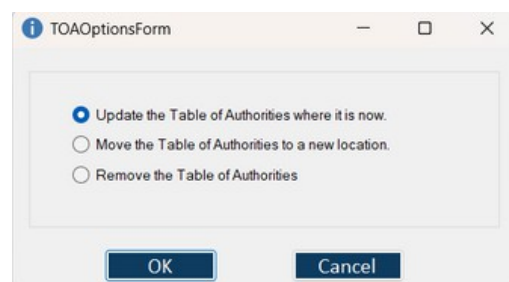 TOAOptionsForm
Update the Table of Authorities where it is now.
Move the Table of Authorities to a new location.
Remove the Table of Authorities
OK Cancel